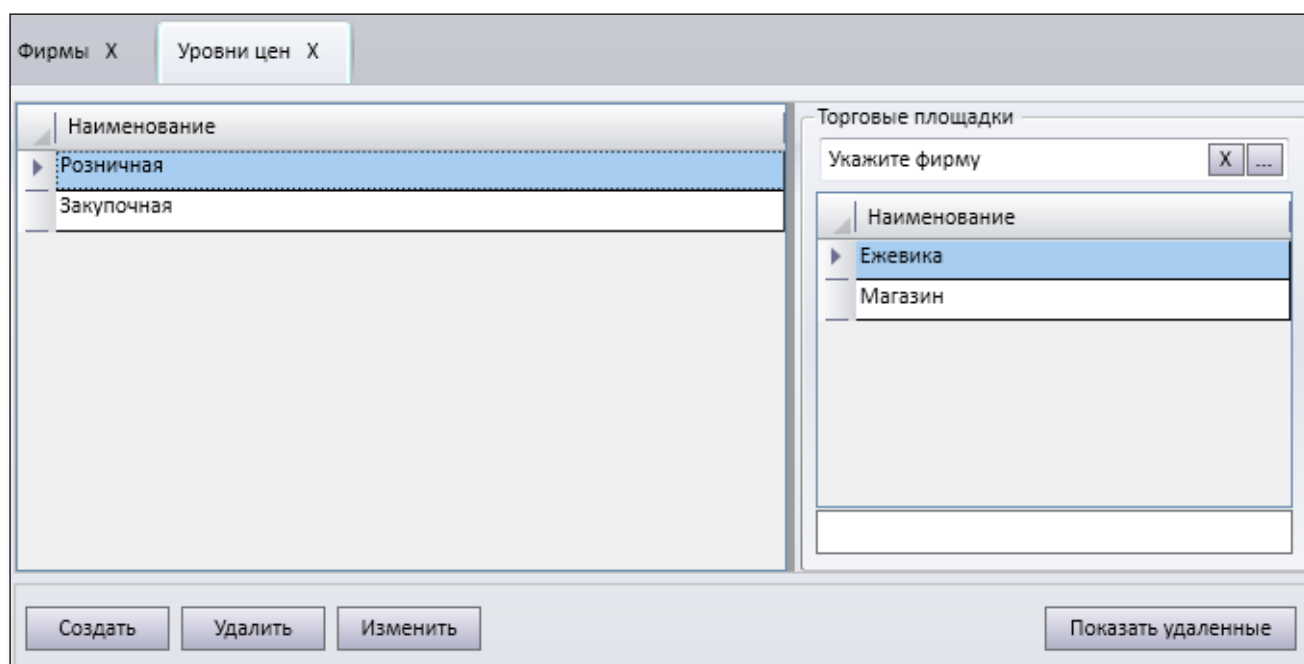 Фирмы X
Уровни цен X
Наименование
Розничная
Закупочная
Торговые площадки
Укажите фирму X ...
Наименование
Ежевика
Магазин
Создать Удалить Изменить Показать удаленные